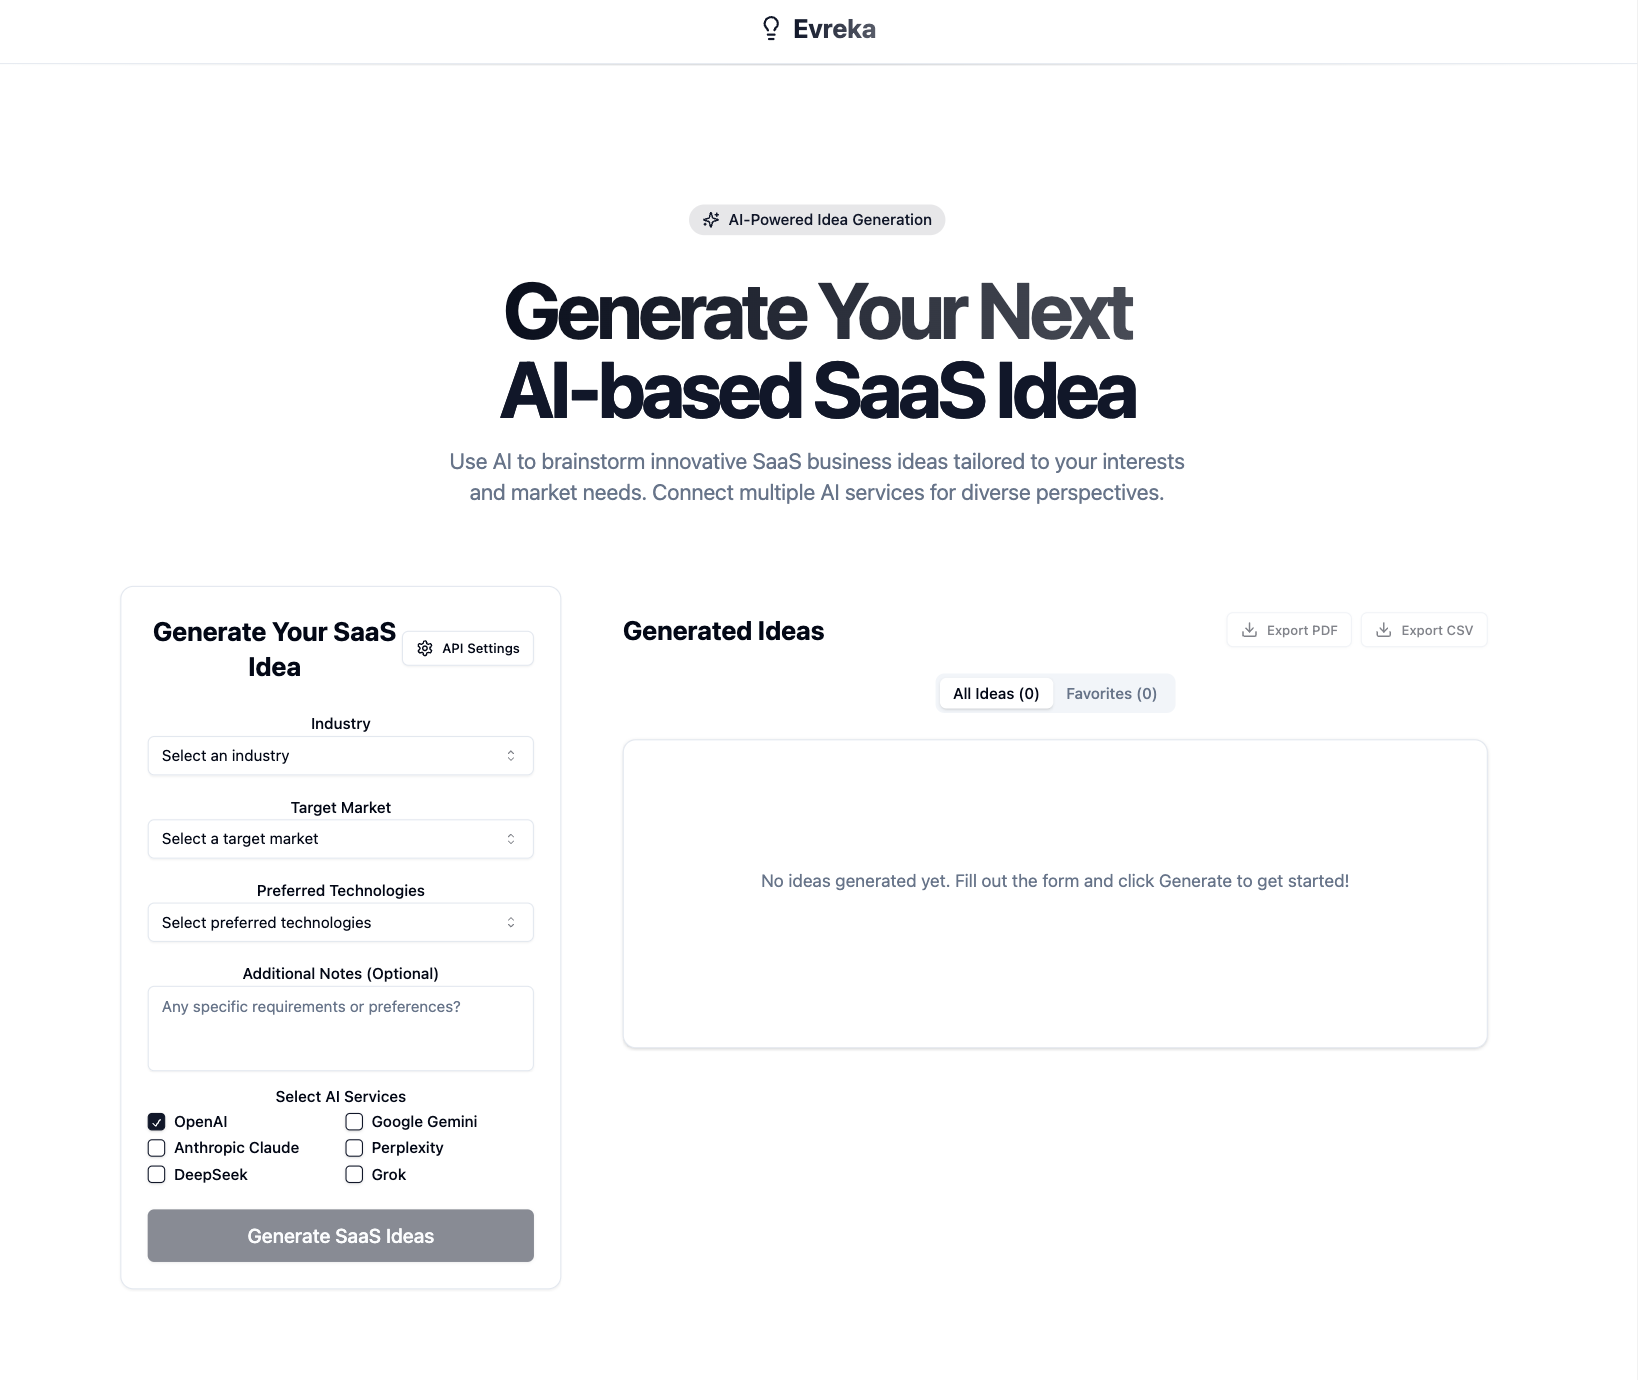 Evreka
AI-Powered Idea Generation
Generate Your Next
AI-based SaaS Idea
Use AI to brainstorm innovative SaaS business ideas tailored to your interests
and market needs. Connect multiple AI services for diverse perspectives.
Generate Your SaaS
Idea
API Settings
Industry
Select an industry
Target Market
Select a target market
Preferred Technologies
Select preferred technologies
Additional Notes (Optional)
Any specific requirements or preferences?
Select AI Services
OpenAI
Google Gemini
Anthropic Claude
Perplexity
DeepSeek
Grok
Generate SaaS Ideas
Generated Ideas
Export PDF
Export CSV
All Ideas (0)
Favorites (0)
No ideas generated yet. Fill out the form and click Generate to get started!